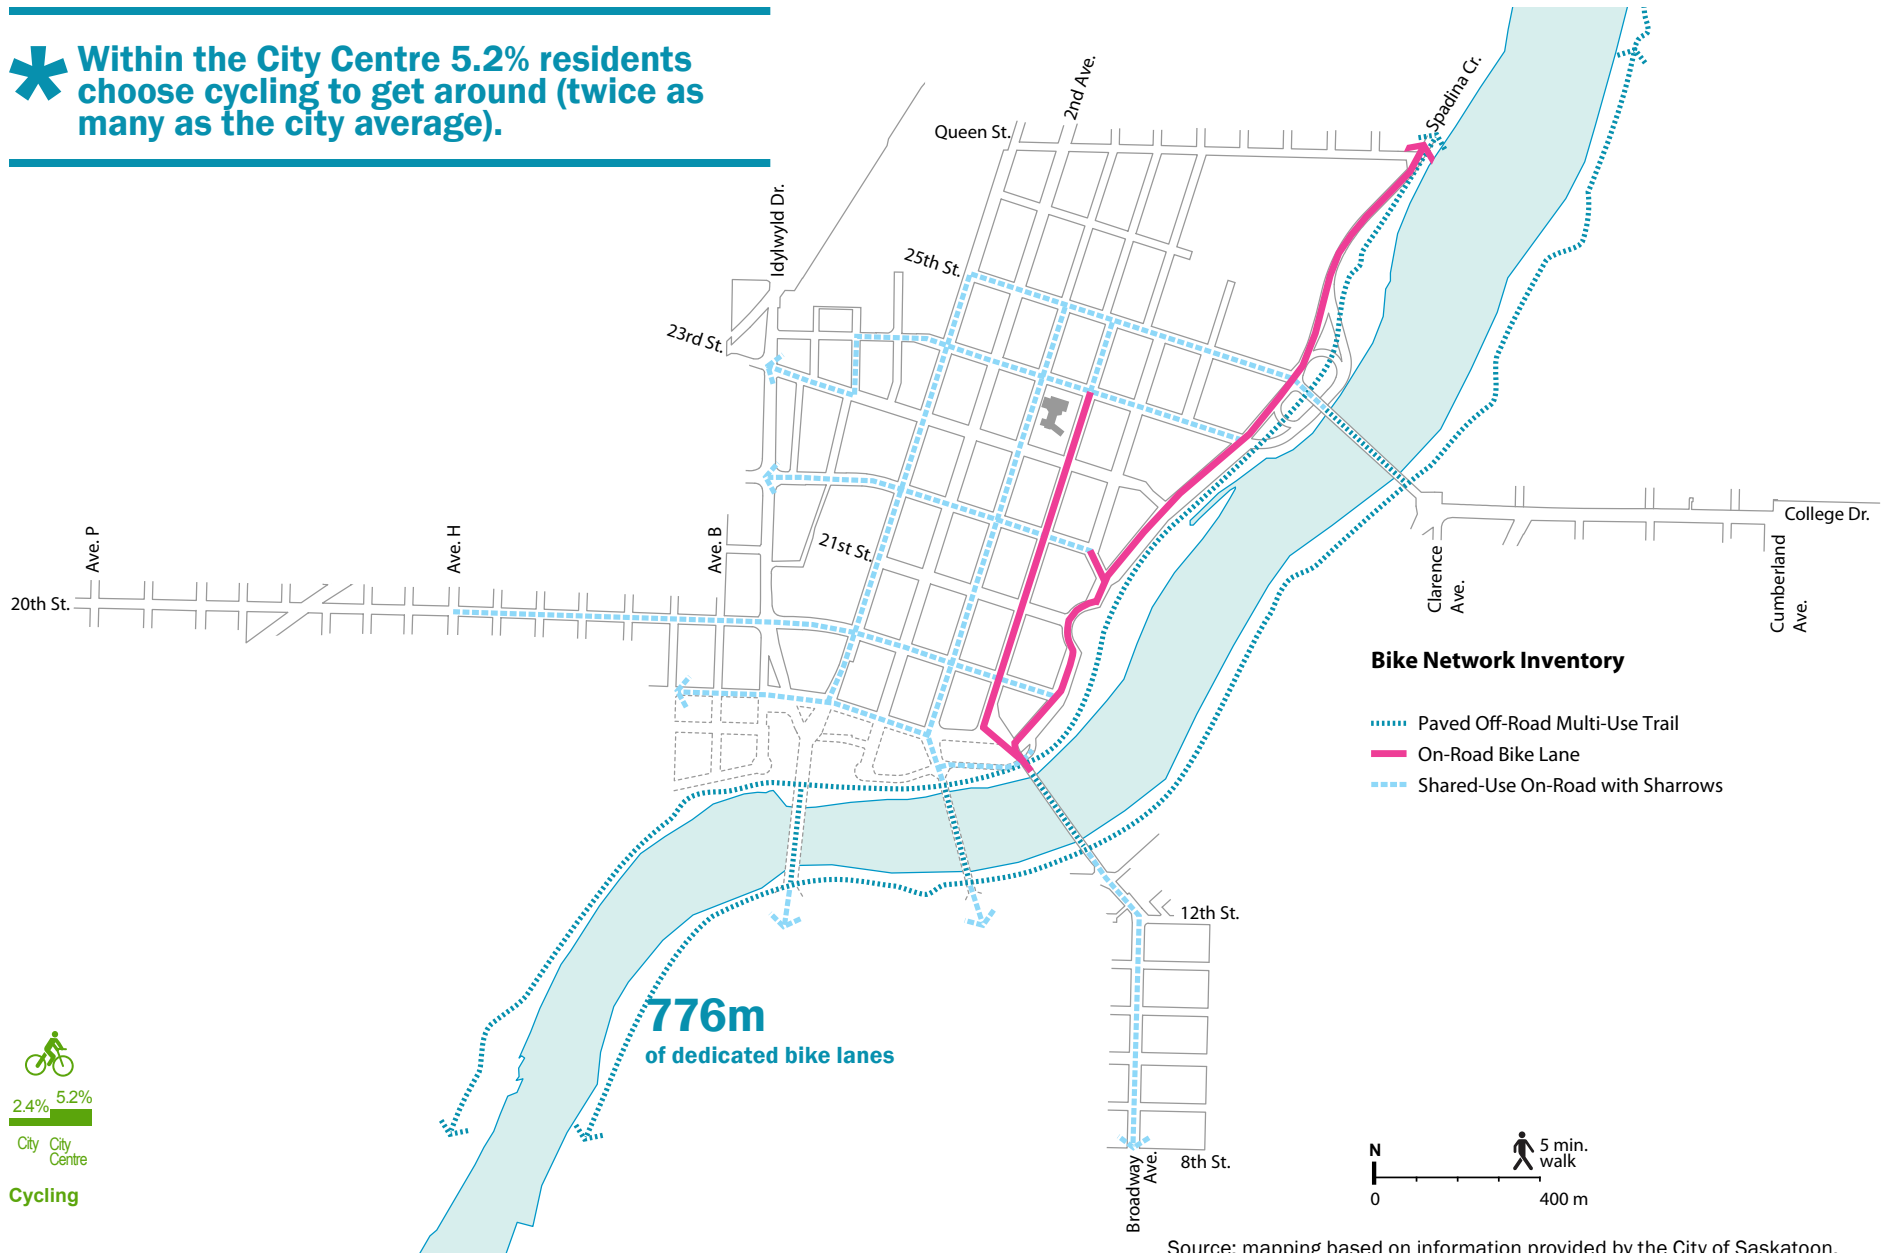 Within the City Centre 5.2% residents
choose cycling to get around (twice as
many as the city average).
2nd Ave.
Spadina Cr.
Queen St.
Idylwyld Dr.
25th St.
23rd St.
21st St.
Ave. P
Ave. H
Ave. B
20th St.
College Dr.
Clarence
Ave.
Cumberland
Ave.
Bike Network Inventory
Paved Off-Road Multi-Use Trail
On-Road Bike Lane
Shared-Use On-Road with Sharrows
12th St.
776m
of dedicated bike lanes
2.4%
5.2%
City
City
Centre
Cycling
8th St.
Broadway
Ave.
N
5 min.
walk
0
400 m
Source: mapping based on information provided by the City of Saskatoon.